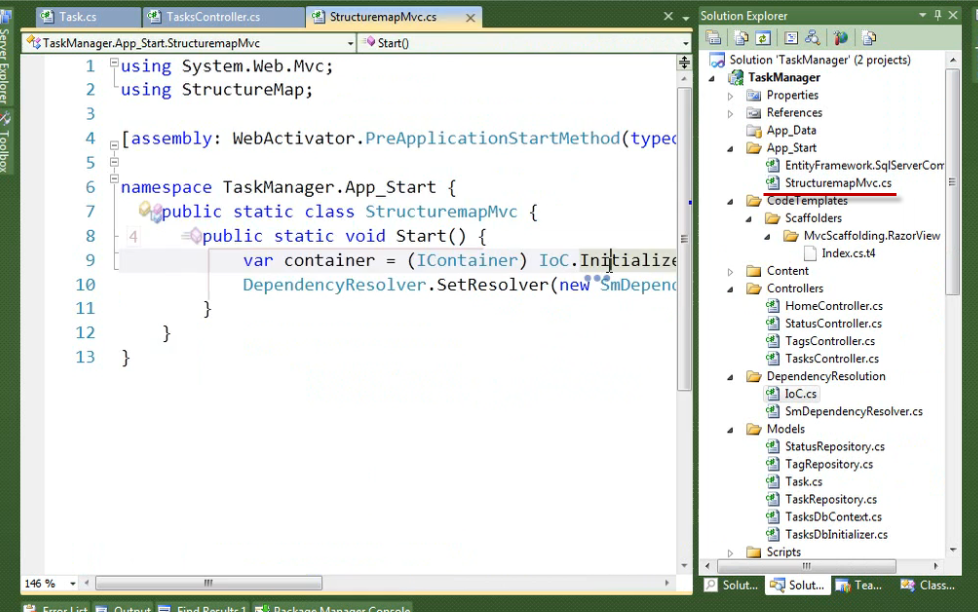 Task.cs
TasksController.cs
StructuremapMvc.cs
Server Explorer
Toolbox
TaskManager.App_Start.StructuremapMvc
Start()
1 using System.Web.Mvc;
2 using StructureMap;
3
4 [assembly: WebActivator.PreApplicationStartMethod(typeo
5
6 namespace TaskManager.App_Start {
7 public static class StructuremapMvc {
8 4 public static void Start() {
9 var container = (IContainer) IoC.Initialize
10 DependencyResolver.SetResolver(new SmDepend
11 }
12 }
13 }
146 %
Solution Explorer
Solution 'TaskManager' (2 projects)
TaskManager
Properties
References
App_Data
App_Start
EntityFramework.SqlServerCom
StructuremapMvc.cs
CodeTemplates
Scaffolders
MvcScaffolding.RazorView
Index.cs.t4
Content
Controllers
HomeController.cs
StatusController.cs
TagsController.cs
TasksController.cs
DependencyResolution
IoC.cs
SmDependencyResolver.cs
Models
StatusRepository.cs
TagRepository.cs
Task.cs
TaskRepository.cs
TasksDbContext.cs
TasksDbInitializer.cs
Scripts
Solut...
Solut...
Tea...
Class...
Error List
Output
Find Results 1
Package Manager Console